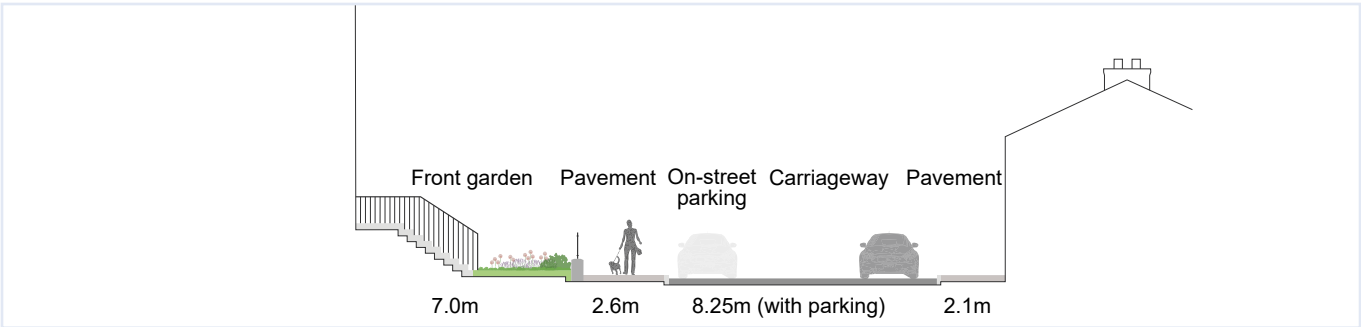 Front garden Pavement On-street parking Carriageway Pavement
7.0m 2.6m 8.25m (with parking) 2.1m